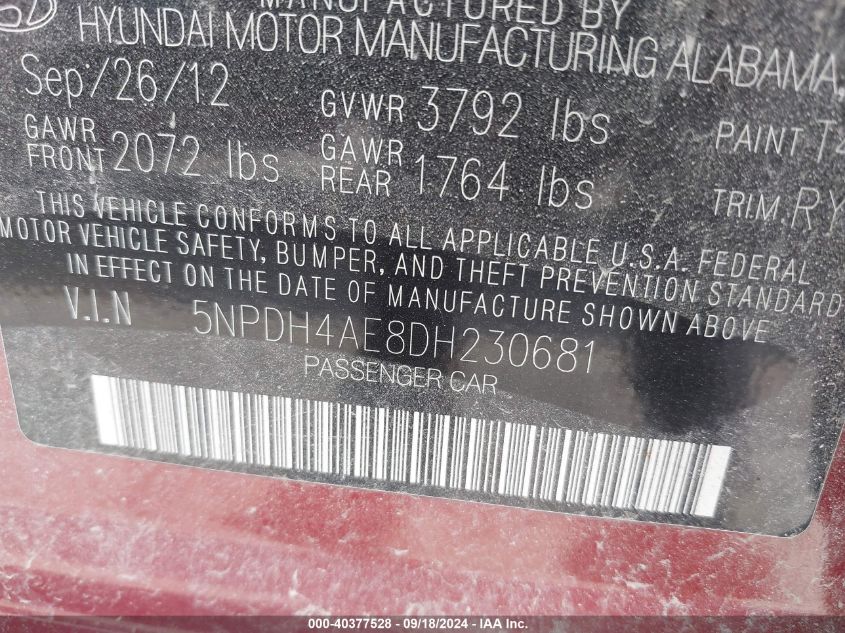 MANUFACTURED BY
HYUNDAI MOTOR MANUFACTURING ALABAMA,
Sep/26/12 GVWR 3792 lbs PAINT T4
GAWR FRONT 2072 lbs GAWR REAR 1764 lbs TRIM RY
THIS VEHICLE CONFORMS TO ALL APPLICABLE U.S.A. FEDERAL
MOTOR VEHICLE SAFETY, BUMPER, AND THEFT PREVENTION STANDARD
IN EFFECT ON THE DATE OF MANUFACTURE SHOWN ABOVE
V.I.N 5NPDH4AE8DH230681
PASSENGER CAR
000-40377528 - 09/18/2024 - IAA Inc.